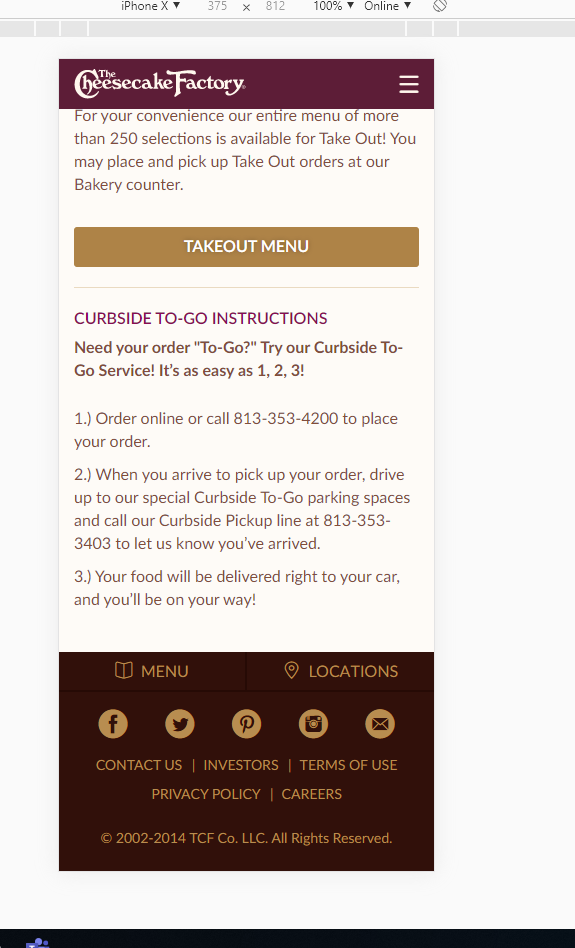 iPhone X ▼ 375 × 812 100% ▼ Online ▼
The Cheesecake Factory®
For your convenience our entire menu of more
than 250 selections is available for Take Out! You
may place and pick up Take Out orders at our
Bakery counter.
TAKEOUT MENU
CURBSIDE TO-GO INSTRUCTIONS
Need your order "To-Go?" Try our Curbside To-
Go Service! It’s as easy as 1, 2, 3!
1.) Order online or call 813-353-4200 to place
your order.
2.) When you arrive to pick up your order, drive
up to our special Curbside To-Go parking spaces
and call our Curbside Pickup line at 813-353-
3403 to let us know you’ve arrived.
3.) Your food will be delivered right to your car,
and you’ll be on your way!
MENU LOCATIONS
CONTACT US | INVESTORS | TERMS OF USE
PRIVACY POLICY | CAREERS
© 2002-2014 TCF Co. LLC. All Rights Reserved.